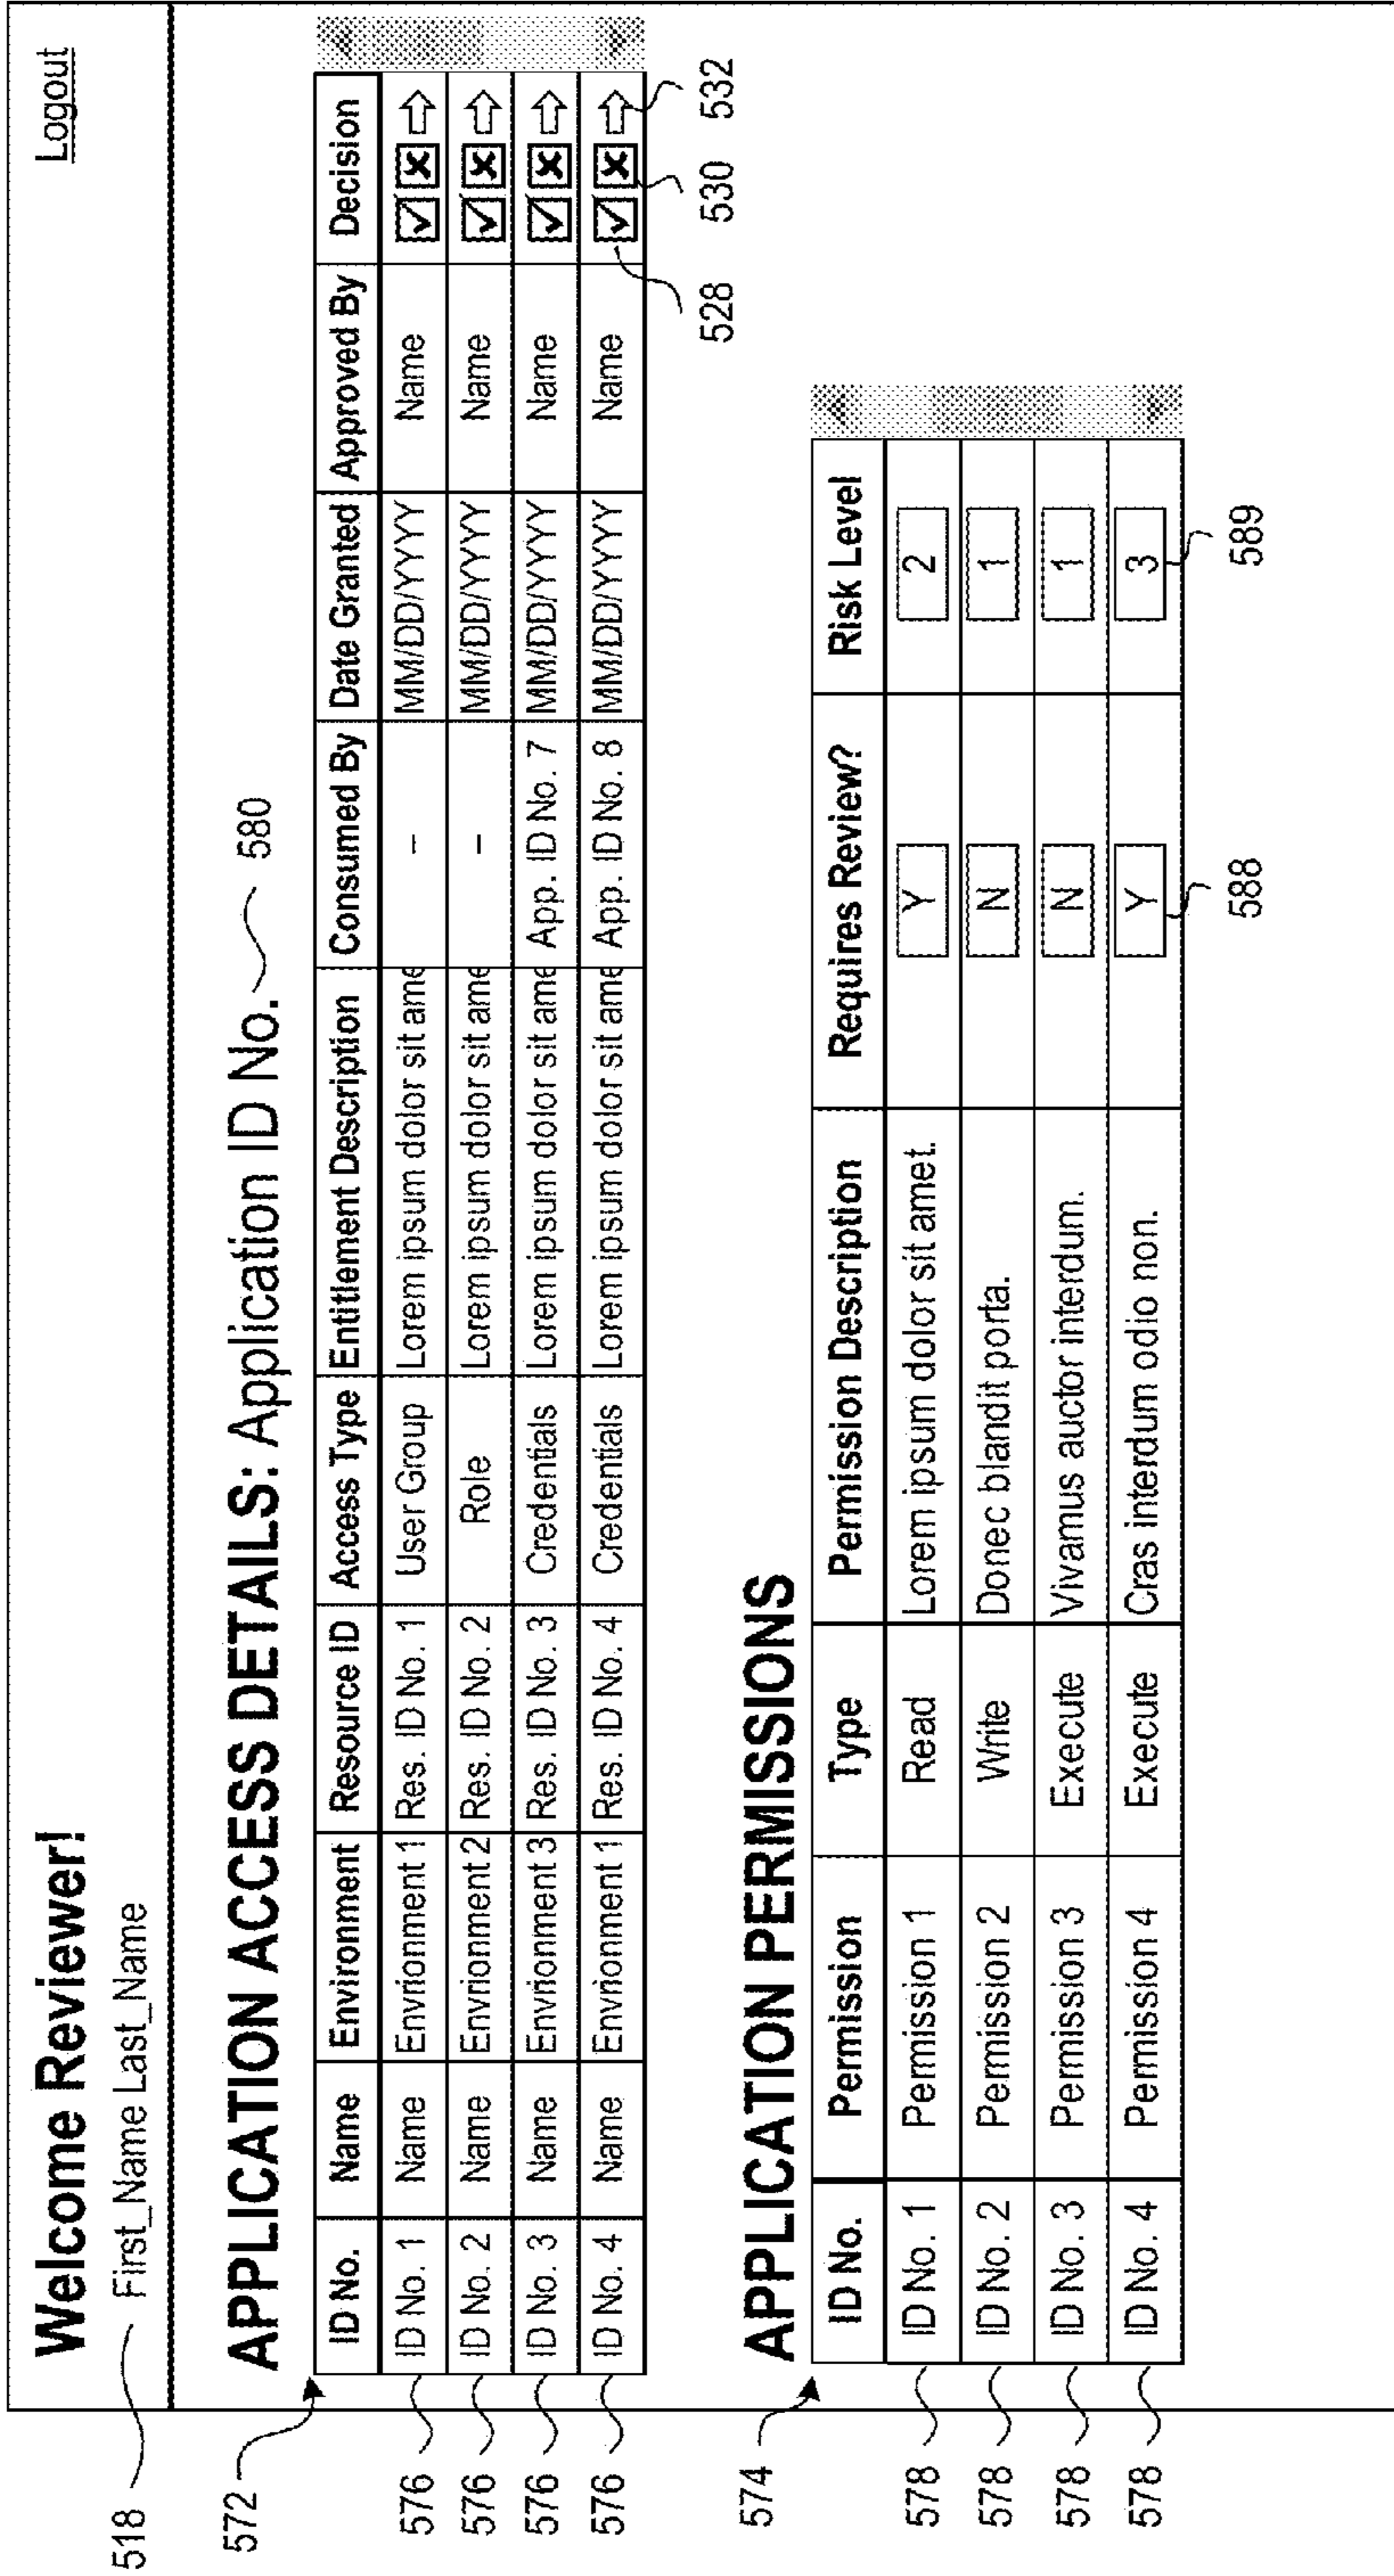 Welcome Reviewer!
Logout
518
First_Name Last_Name
APPLICATION ACCESS DETAILS: Application ID No.
580
572
ID No. Name Environment Resource ID Access Type Entitlement Description Consumed By Date Granted Approved By Decision
576 ID No. 1 Name Envrionment 1 Res. ID No. 1 User Group Lorem ipsum dolor sit ame – MM/DD/YYYY Name
576 ID No. 2 Name Envrionment 2 Res. ID No. 2 Role Lorem ipsum dolor sit ame – MM/DD/YYYY Name
576 ID No. 3 Name Envrionment 3 Res. ID No. 3 Credentials Lorem ipsum dolor sit ame App. ID No. 7 MM/DD/YYYY Name
576 ID No. 4 Name Envrionment 1 Res. ID No. 4 Credentials Lorem ipsum dolor sit ame App. ID No. 8 MM/DD/YYYY Name
528 530 532
APPLICATION PERMISSIONS
574
ID No. Permission Type Permission Description Requires Review? Risk Level
578 ID No. 1 Permission 1 Read Lorem ipsum dolor sit amet. Y 2
578 ID No. 2 Permission 2 Write Donec blandit porta. N 1
578 ID No. 3 Permission 3 Execute Vivamus auctor interdum. N 1
578 ID No. 4 Permission 4 Execute Cras interdum odio non. Y 3
588 589